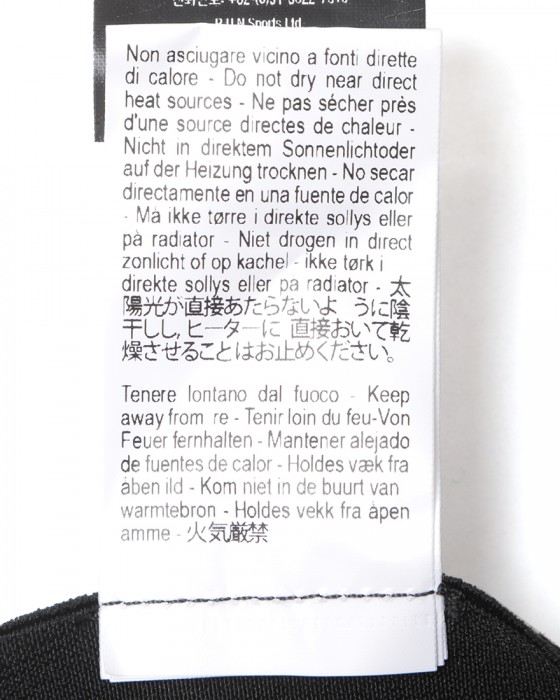 R.U.N Sports Ltd.
Non asciugare vicino a fonti dirette
di calore - Do not dry near direct
heat sources - Ne pas sécher près
d'une source directes de chaleur -
Nicht in direktem Sonnenlichtoder
auf der Heizung trocknen - No secar
directamente en una fuente de calor
- Må ikke tørre i direkte sollys eller
på radiator - Niet drogen in direct
zonlicht of op kachel - ikke tørk i
direkte sollys eller pa radiator - 太
陽光が直接あたらないよ うに陰
干しし, ヒーターに 直接おいて乾
燥させることはお止めください。
Tenere lontano dal fuoco - Keep
away from re - Tenir loin du feu-Von
Feuer fernhalten - Mantener alejado
de fuentes de calor - Holdes væk fra
åben ild - Kom niet in de buurt van
warmtebron - Holdes vekk fra åpen
amme - 火気厳禁